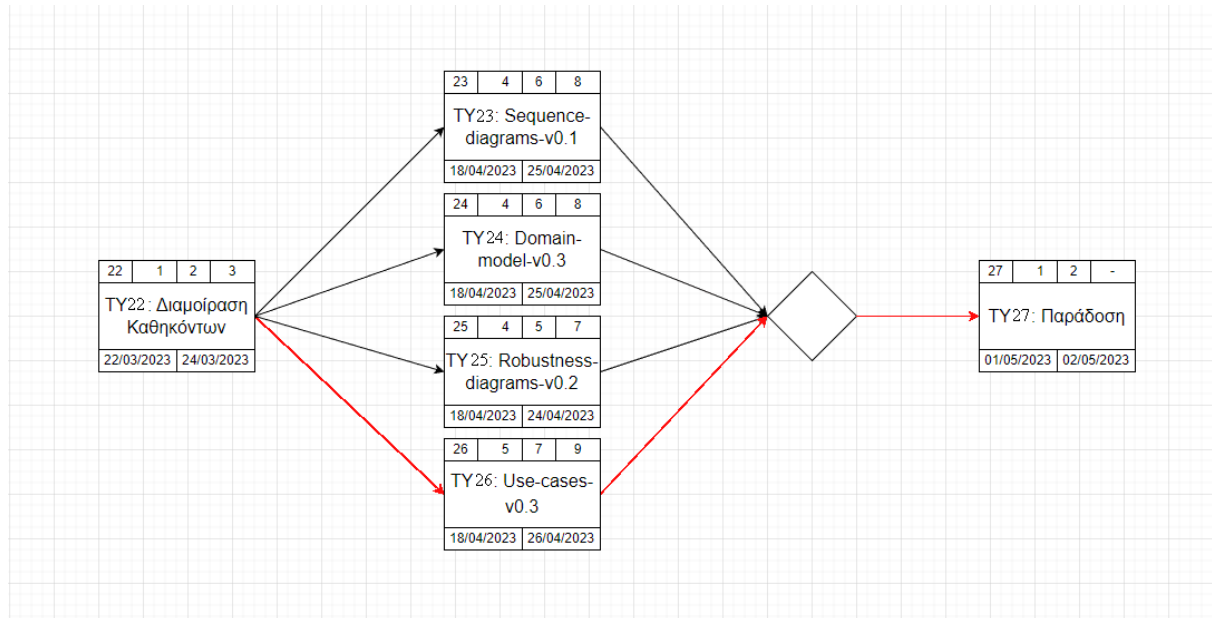 23 4 6 8
TY23: Sequence-
diagrams-v0.1
18/04/2023 25/04/2023
24 4 6 8
TY24: Domain-
model-v0.3
18/04/2023 25/04/2023
22 1 2 3
ΤΥ22: Διαμοίραση
Καθηκόντων
22/03/2023 24/03/2023
25 4 5 7
TY25: Robustness-
diagrams-v0.2
18/04/2023 24/04/2023
26 5 7 9
TY26: Use-cases-
v0.3
18/04/2023 26/04/2023
27 1 2 -
ΤΥ27: Παράδοση
01/05/2023 02/05/2023